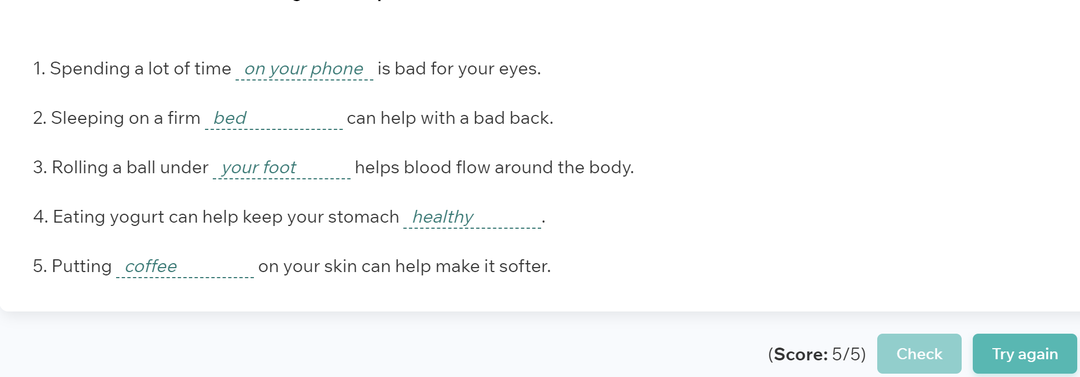 1. Spending a lot of time on your phone is bad for your eyes.
2. Sleeping on a firm bed can help with a bad back.
3. Rolling a ball under your foot helps blood flow around the body.
4. Eating yogurt can help keep your stomach healthy.
5. Putting coffee on your skin can help make it softer.
(Score: 5/5) Check Try again